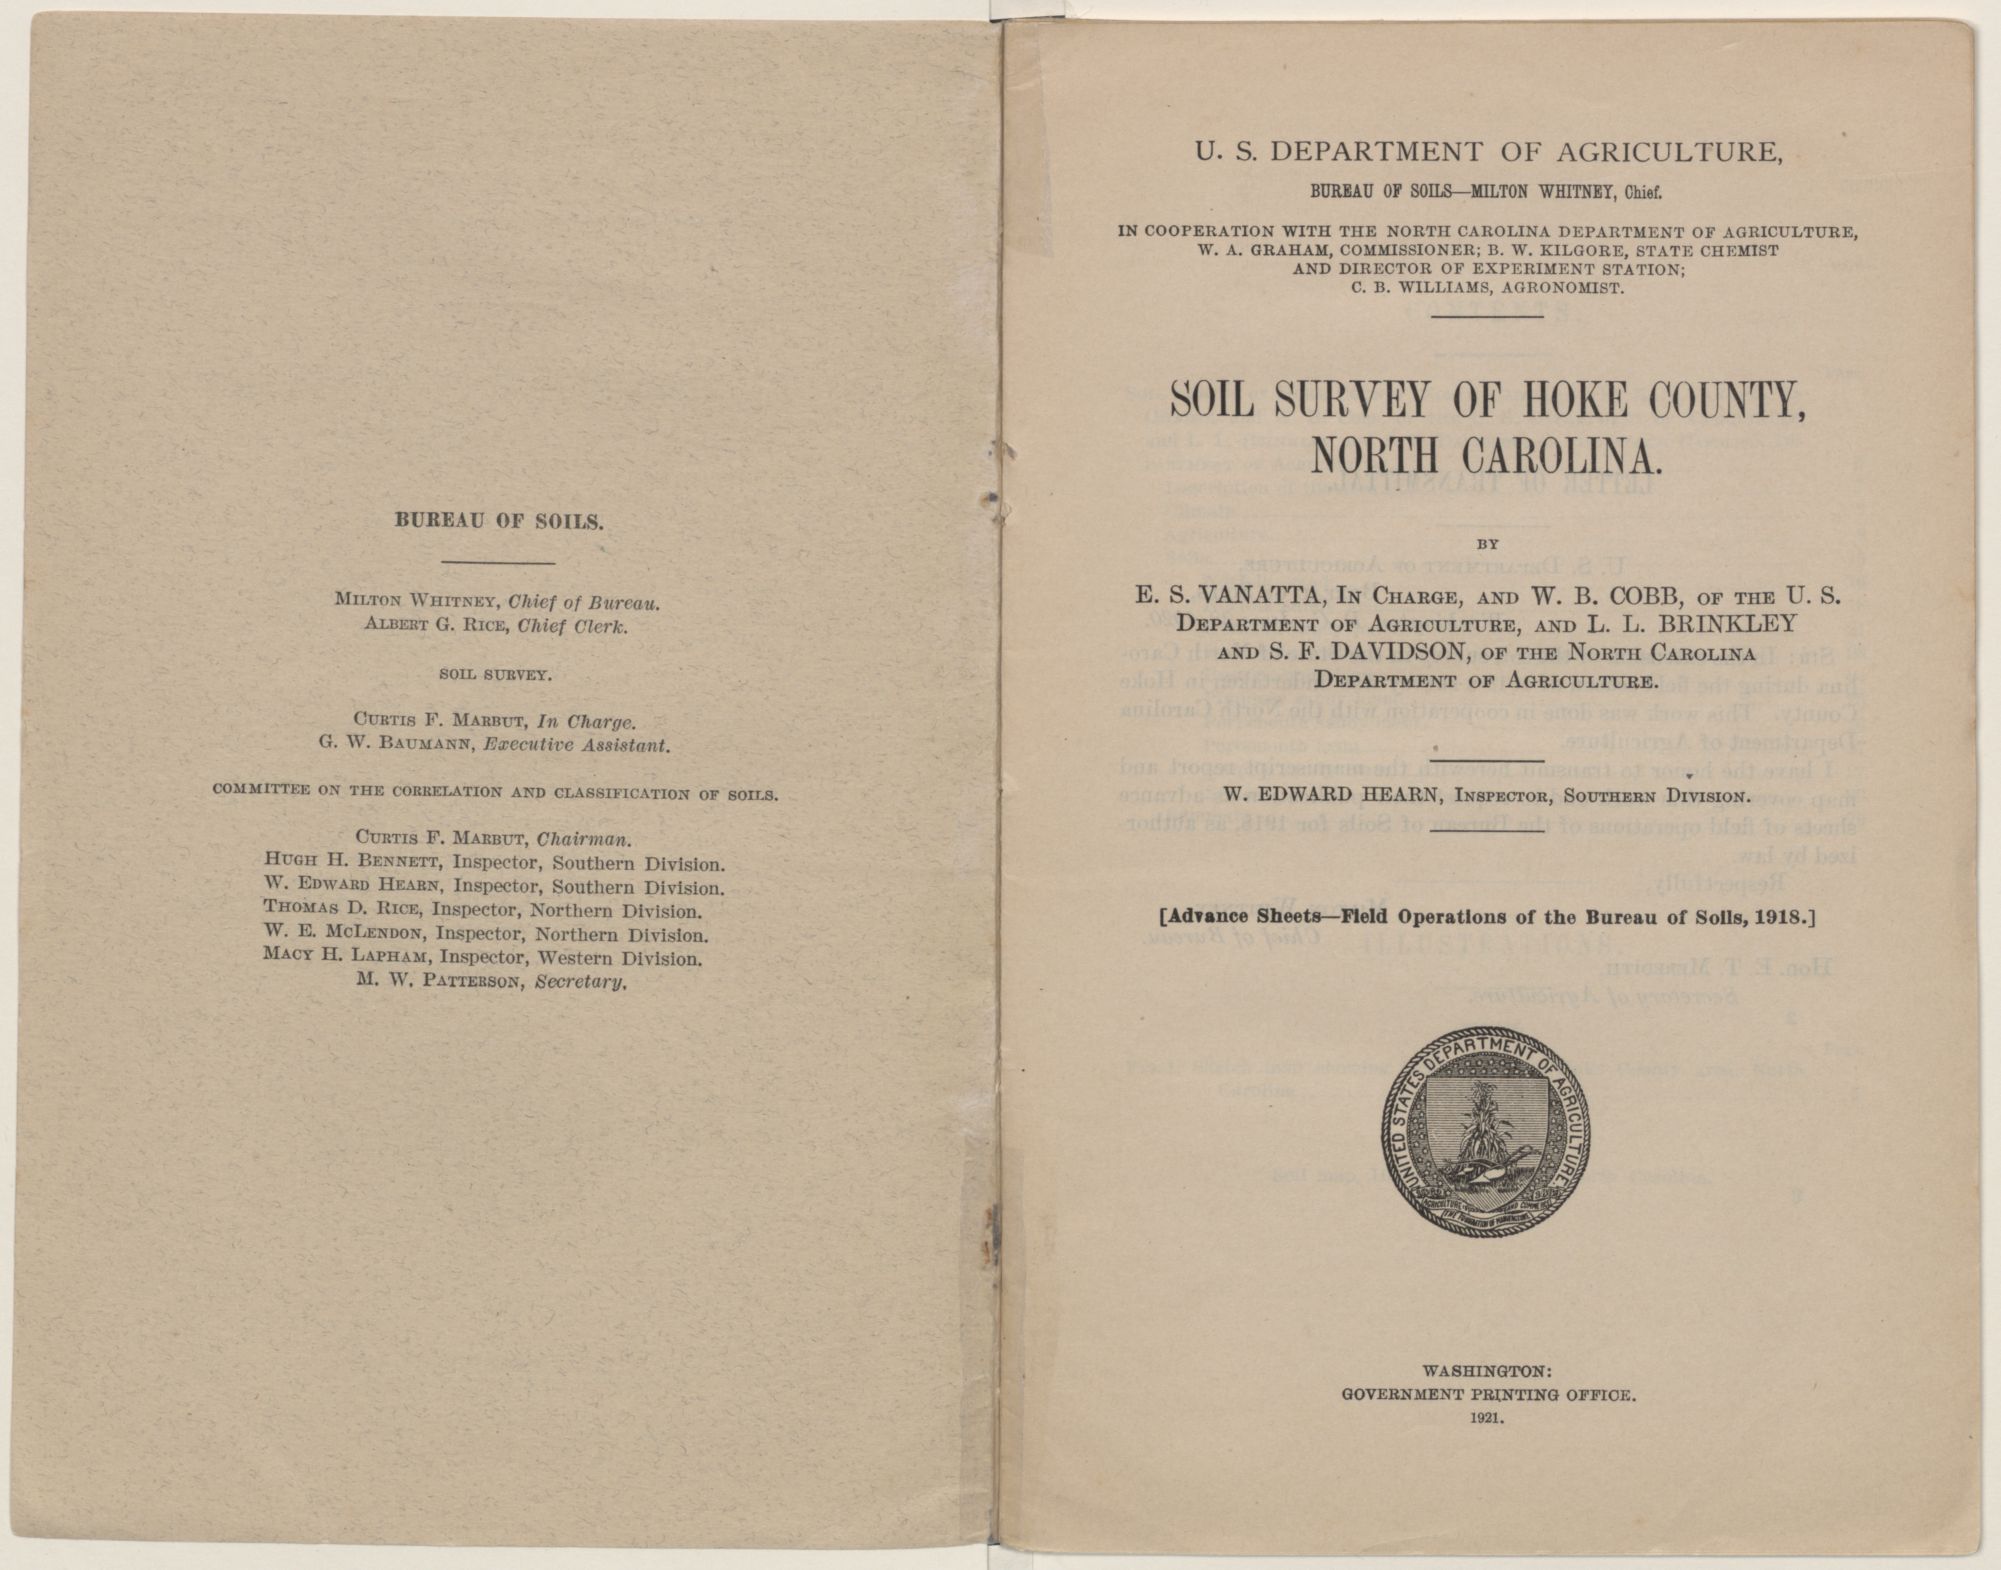 BUREAU OF SOILS.
MILTON WHITNEY, Chief of Bureau.
ALBERT G. RICE, Chief Clerk.
SOIL SURVEY.
CURTIS F. MARBUT, In Charge.
G. W. BAUMANN, Executive Assistant.
COMMITTEE ON THE CORRELATION AND CLASSIFICATION OF SOILS.
CURTIS F. MARBUT, Chairman.
HUGH H. BENNETT, Inspector, Southern Division.
W. EDWARD HEARN, Inspector, Southern Division.
THOMAS D. RICE, Inspector, Northern Division.
W. E. MCLENDON, Inspector, Northern Division.
MACY H. LAPHAM, Inspector, Western Division.
M. W. PATTERSON, Secretary.
U. S. DEPARTMENT OF AGRICULTURE,
BUREAU OF SOILS—MILTON WHITNEY, Chief.
IN COOPERATION WITH THE NORTH CAROLINA DEPARTMENT OF AGRICULTURE,
W. A. GRAHAM, COMMISSIONER; B. W. KILGORE, STATE CHEMIST
AND DIRECTOR OF EXPERIMENT STATION;
C. B. WILLIAMS, AGRONOMIST.
SOIL SURVEY OF HOKE COUNTY,
NORTH CAROLINA.
BY
E. S. VANATTA, IN CHARGE, AND W. B. COBB, OF THE U. S.
DEPARTMENT OF AGRICULTURE, AND L. L. BRINKLEY
AND S. F. DAVIDSON, OF THE NORTH CAROLINA
DEPARTMENT OF AGRICULTURE.
W. EDWARD HEARN, INSPECTOR, SOUTHERN DIVISION.
[Advance Sheets—Field Operations of the Bureau of Soils, 1918.]
UNITED STATES DEPARTMENT OF AGRICULTURE
WASHINGTON:
GOVERNMENT PRINTING OFFICE.
1921.